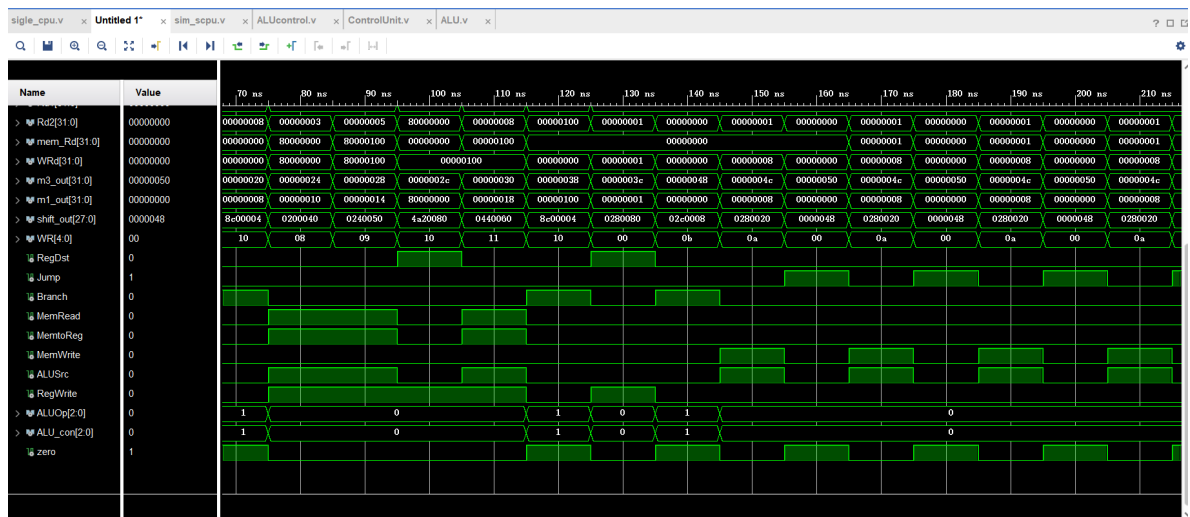 sigle_cpu.v × Untitled 1* × sim_scpu.v × ALUcontrol.v × ControlUnit.v × ALU.v × ?
Name Value 70 ns 80 ns 90 ns 100 ns 110 ns 120 ns 130 ns 140 ns 150 ns 160 ns 170 ns 180 ns 190 ns 200 ns 210 ns
> Rd2[31:0] 00000000 00000008 00000003 00000005 80000000 00000008 00000100 00000001 00000000 00000001 00000000 00000001 00000000 00000001 00000000 00000001
> mem_Rd[31:0] 00000000 00000000 80000000 80000100 00000000 00000100 00000000 00000001 00000000 00000001 00000000 00000001
> WRd[31:0] 00000000 00000000 80000000 80000100 00000100 00000000 00000001 00000000 00000008 00000000 00000008 00000000 00000008 00000000 00000008
> m3_out[31:0] 00000050 00000020 00000024 00000028 0000002c 00000030 00000038 0000003c 00000048 0000004c 00000050 0000004c 00000050 0000004c 00000050 0000004c
> m1_out[31:0] 00000000 00000008 00000010 00000014 80000000 00000018 00000100 00000001 00000000 00000008 00000000 00000008 00000000 00000008 00000000 00000008
> shift_out[27:0] 0000048 8c00004 0200040 0240050 4a20080 0440060 8c00004 0280080 02c0008 0280020 0000048 0280020 0000048 0280020 0000048 0280020
> WR[4:0] 00 10 08 09 10 11 10 00 0b 0a 00 0a 00 0a 00 0a
RegDst 0
Jump 1
Branch 0
MemRead 0
MemtoReg 0
MemWrite 0
ALUSrc 0
RegWrite 0
> ALUOp[2:0] 0 1 0 1 0 1 0
> ALU_con[2:0] 0 1 0 1 0 1 0
zero 1